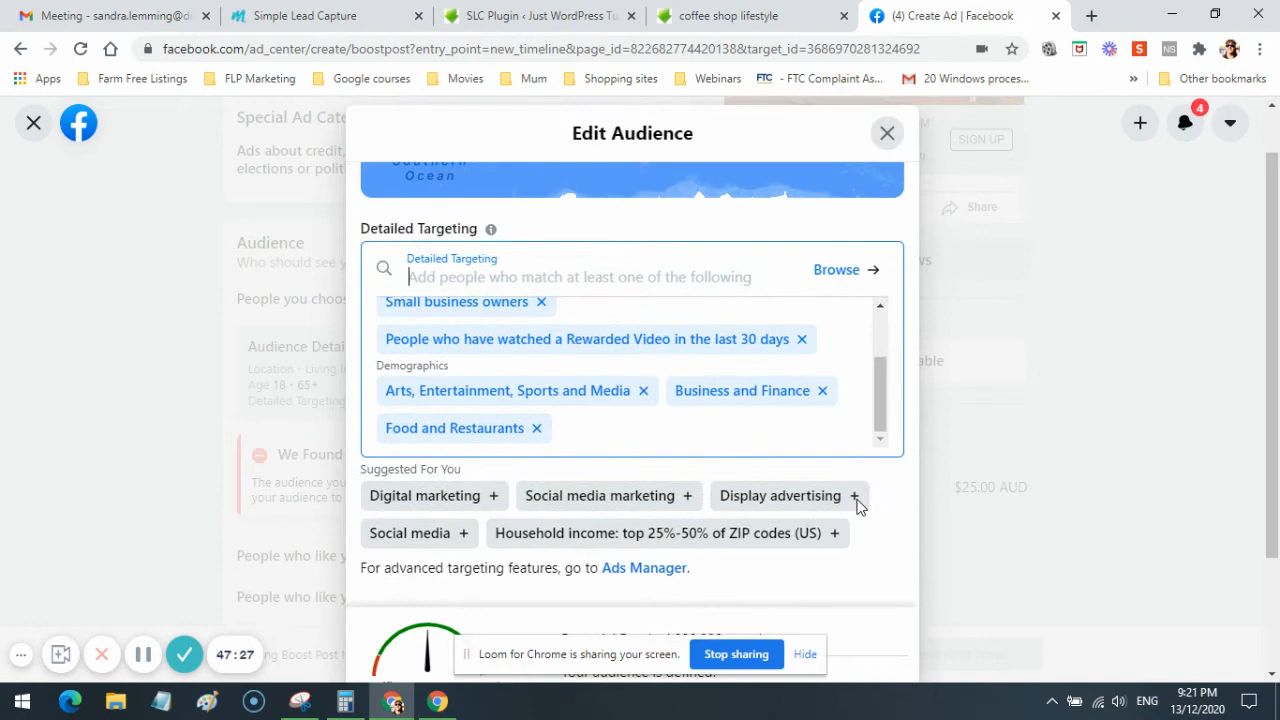 Meeting - sandra.lemming@d
Simple Lead Capture
SLC Plugin ‹ Just WordPress Tu
coffee shop lifestyle
(4) Create Ad | Facebook
facebook.com/ad_center/create/boostpost?entry_point=new_timeline&page_id=822682774420138&target_id=3686970281324692
Apps
Farm Free Listings
FLP Marketing
Google courses
Movies
Mum
Shopping sites
Webinars
FTC - FTC Complaint As...
20 Windows proces...
»
Other bookmarks
Special Ad Cate
Ads about credit,
elections or polit
Edit Audience
4
SIGN UP
Southern
Ocean
Share
Audience
Who should see y
People you choos
Audience Detai
Location - Living In
Age 18 - 65+
Detailed Targeting
Detailed Targeting
Detailed Targeting
Add people who match at least one of the following
Browse →
Small business owners ×
People who have watched a Rewarded Video in the last 30 days ×
Demographics
Arts, Entertainment, Sports and Media ×
Business and Finance ×
Food and Restaurants ×
We Found
The audience you
your audience to
$25.00 AUD
Suggested For You
Digital marketing +
Social media marketing +
Display advertising +
Social media +
Household income: top 25%-50% of ZIP codes (US) +
People who like y
For advanced targeting features, go to Ads Manager.
People who like y
47:27
Loom for Chrome is sharing your screen.
Stop sharing
Hide
Your audience is defined.
ENG
9:21 PM
13/12/2020